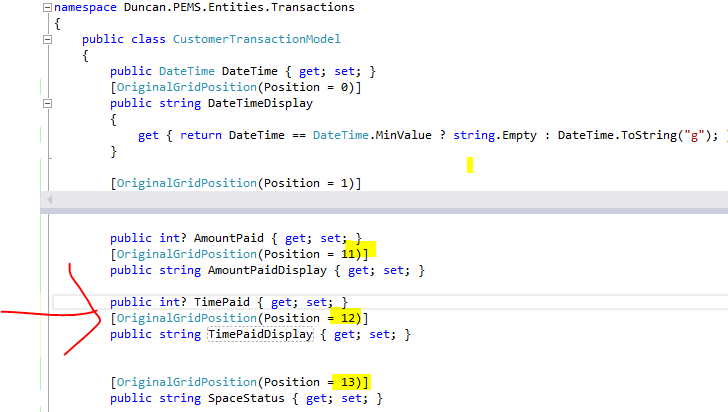 namespace Duncan.PEMS.Entities.Transactions
{
public class CustomerTransactionModel
{
public DateTime DateTime { get; set; }
[OriginalGridPosition(Position = 0)]
public string DateTimeDisplay
{
get { return DateTime == DateTime.MinValue ? string.Empty : DateTime.ToString("g"); }
}
[OriginalGridPosition(Position = 1)]
public int? AmountPaid { get; set; }
[OriginalGridPosition(Position = 11)]
public string AmountPaidDisplay { get; set; }
public int? TimePaid { get; set; }
[OriginalGridPosition(Position = 12)]
public string TimePaidDisplay { get; set; }
[OriginalGridPosition(Position = 13)]
public string SpaceStatus { get; set; }